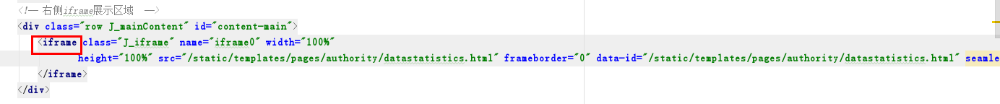 <!— 右侧iframe展示区域 —>
<div class="row J_mainContent" id="content-main">
<iframe class="J_iframe" name="iframe0" width="100%"
height="100%" src="/static/templates/pages/authority/datastatistics.html" frameborder="0" data-id="/static/templates/pages/authority/datastatistics.html" seamle
</iframe>
</div>